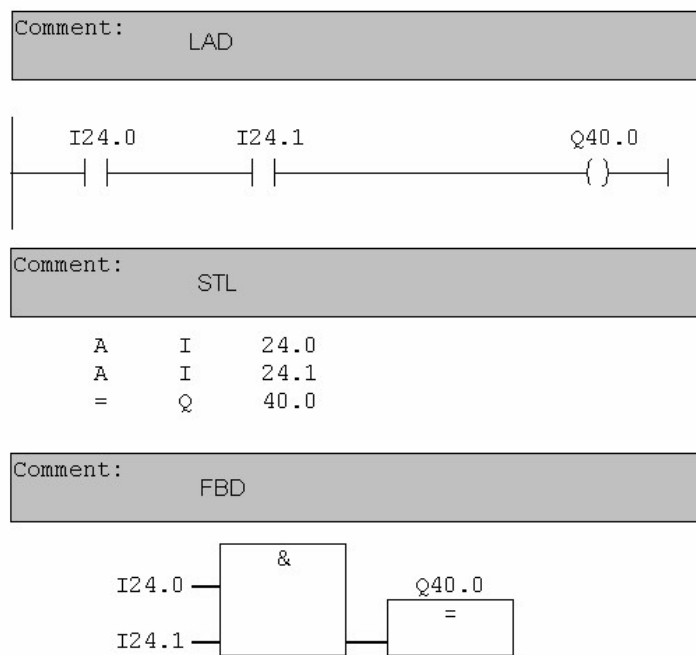 Comment:
LAD
I24.0 I24.1 Q40.0
Comment:
STL
A I 24.0
A I 24.1
= Q 40.0
Comment:
FBD
&
I24.0 Q40.0
=
I24.1